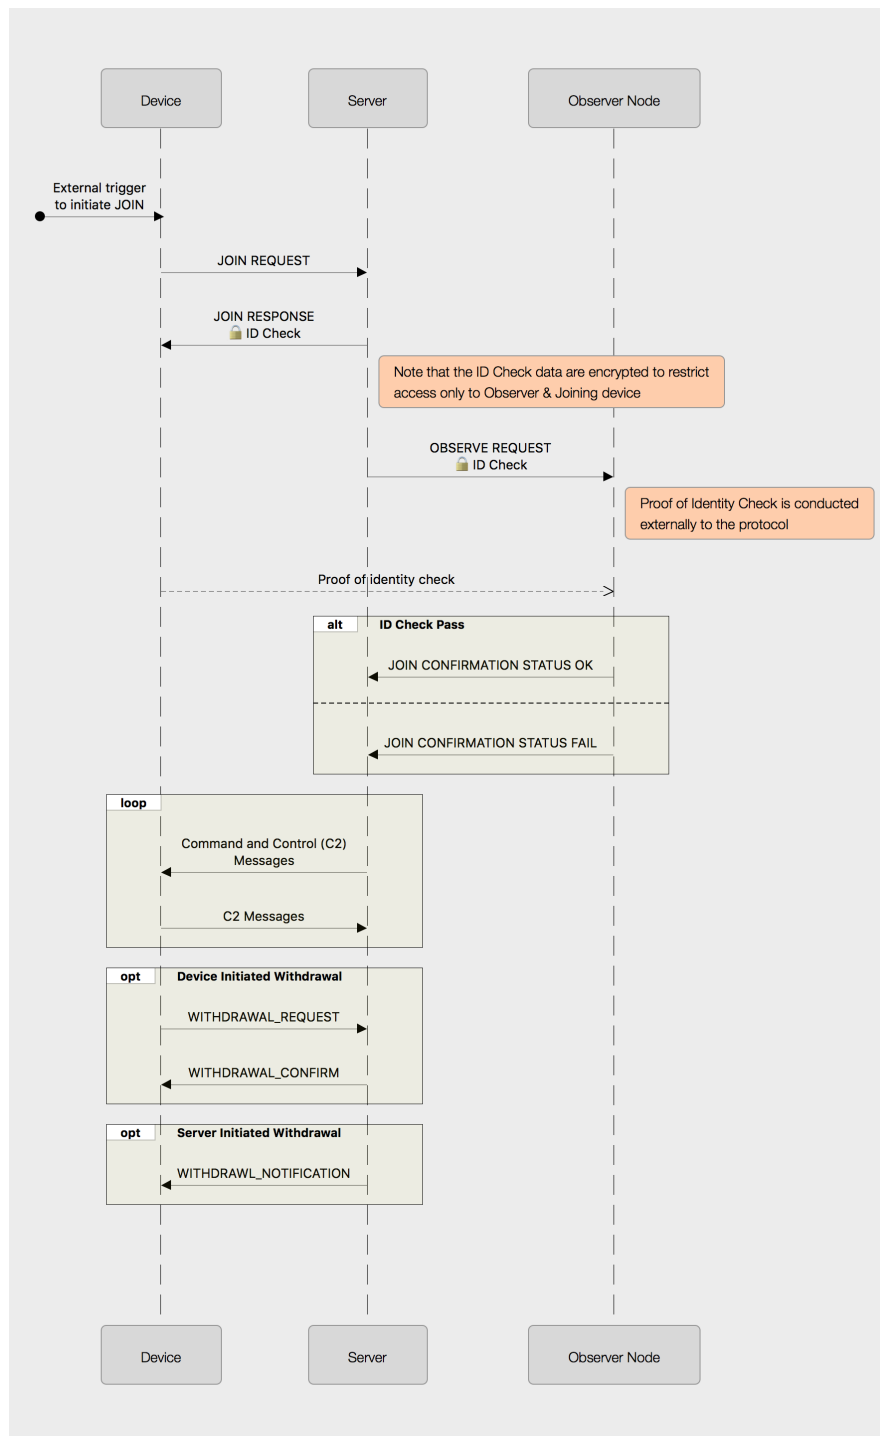 Device
Server
Observer Node
External trigger
to initiate JOIN
JOIN REQUEST
JOIN RESPONSE
🔒 ID Check
Note that the ID Check data are encrypted to restrict
access only to Observer & Joining device
OBSERVE REQUEST
🔒 ID Check
Proof of Identity Check is conducted
externally to the protocol
Proof of identity check
alt
ID Check Pass
JOIN CONFIRMATION STATUS OK
JOIN CONFIRMATION STATUS FAIL
loop
Command and Control (C2)
Messages
C2 Messages
opt
Device Initiated Withdrawal
WITHDRAWAL_REQUEST
WITHDRAWAL_CONFIRM
opt
Server Initiated Withdrawal
WITHDRAWL_NOTIFICATION
Device
Server
Observer Node